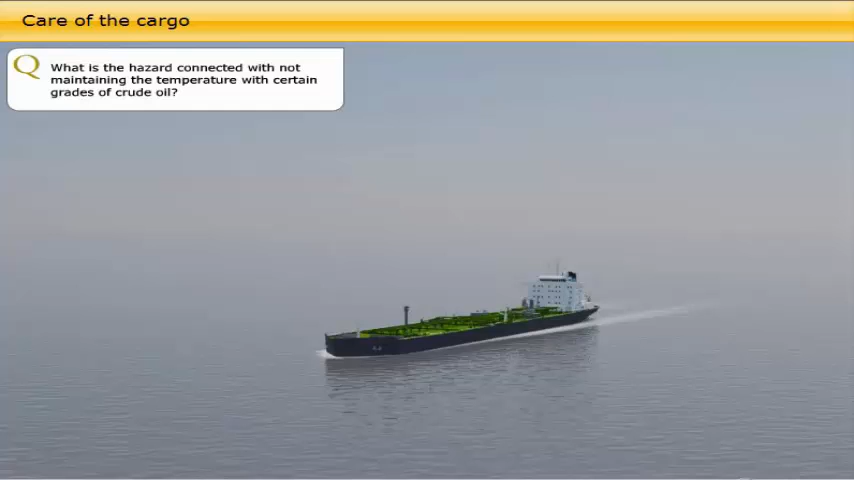 Care of the cargo
Q
What is the hazard connected with not
maintaining the temperature with certain
grades of crude oil?